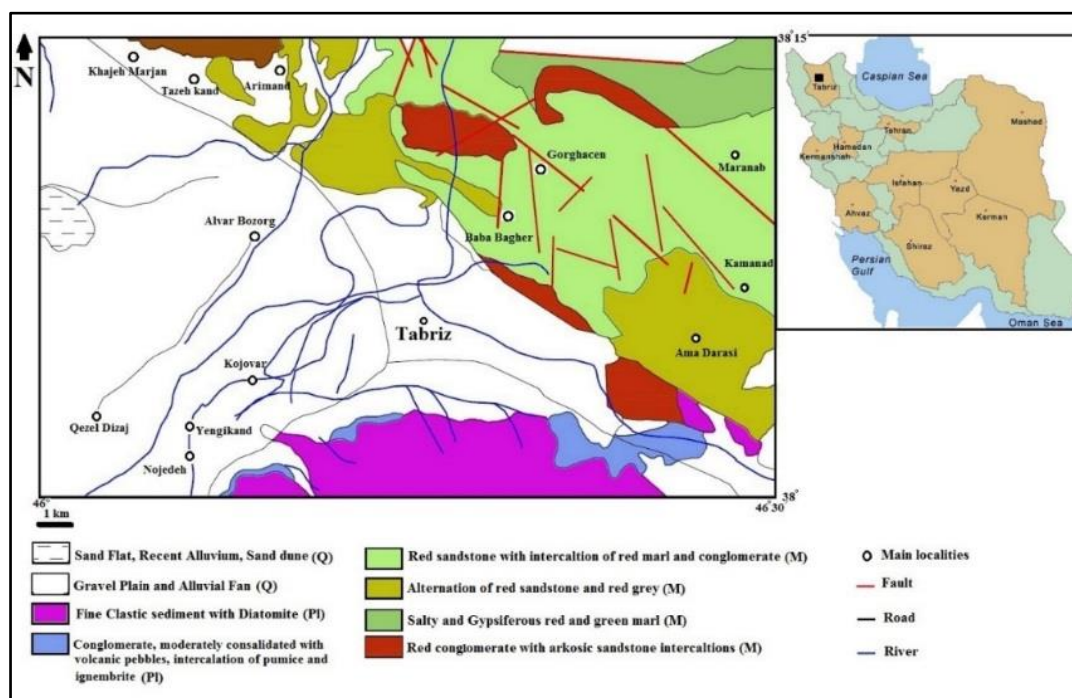 N
Khajeh Marjan
Tazeh kand
Arimand
Gorghacen
Maranab
Alvar Bozorg
Baba Bagher
Kamanad
Tabriz
Ama Darasi
Kojovar
Qezel Dizaj
Yengikand
Nojedeh
38° 15
46°
38°
46° 30
1 km
Caspian Sea
Tabriz
Mashad
Tehran
Hamadan
Kermanshah
Isfahan
Yazd
Ahvaz
Karman
Shiraz
Persian
Gulf
Oman Sea
Sand Flat, Recent Alluvium, Sand dune (Q)
Gravel Plain and Alluvial Fan (Q)
Fine Clastic sediment with Diatomite (Pl)
Conglomerate, moderately consalidated with
volcanic pebbles, intercalation of pumice and
ignembrite (Pl)
Red sandstone with intercaltion of red marl and conglomerate (M)
Alternation of red sandstone and red grey (M)
Salty and Gypsiferous red and green marl (M)
Red conglomerate with arkosic sandstone intercaltions (M)
Main localities
Fault
Road
River